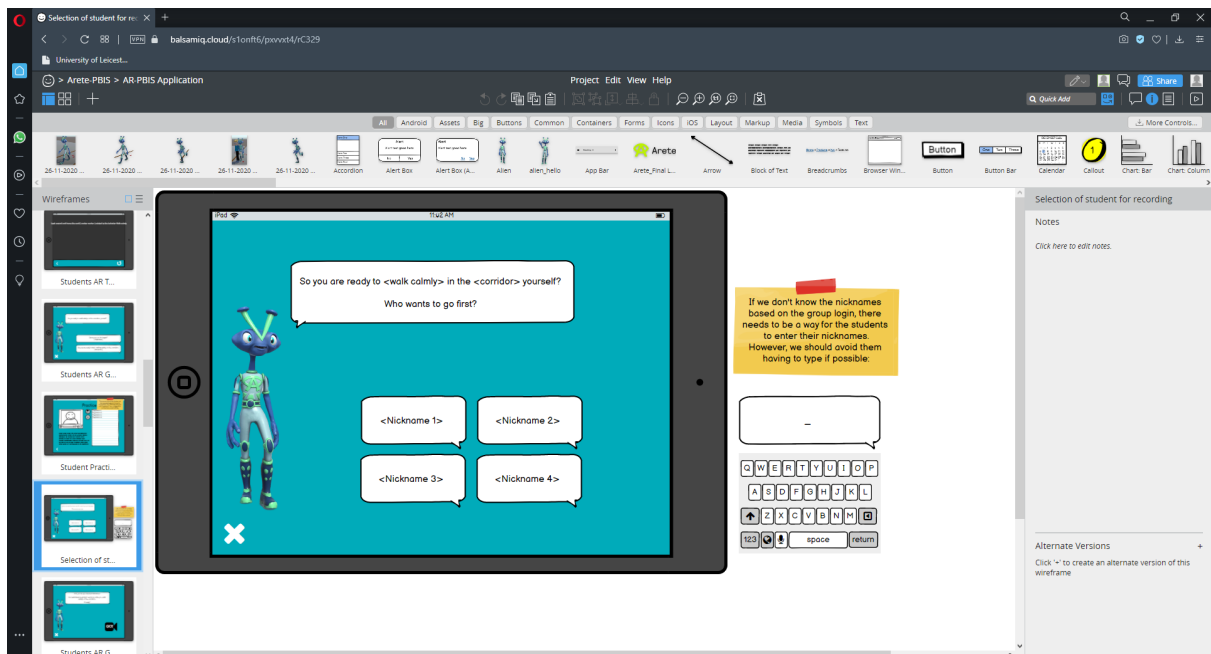 Selection of student for rec
VPN balsamiq.cloud/s1onft6/pxvvxt4/rC329
University of Leicest...
> Arete-PBIS > AR-PBIS Application
Project Edit View Help
Share
Quick Add
All Android Assets Big Buttons Common Containers Forms Icons iOS Layout Markup Media Symbols Text
More Controls...
Button
Arete
26-11-2020 ... 26-11-2020 ... 26-11-2020 ... 26-11-2020 ... 26-11-2020 ... Accordion Alert Box Alert Box (A... Alien alien_hello App Bar Arete_Final L... Arrow Block of Text Breadcrumbs Browser Win... Button Button Bar Calendar Callout Chart: Bar Chart: Column
Wireframes
Students AR T...
Students AR G...
Student Practi...
Selection of st...
Students AR G
iPad
AM
So you are ready to <walk calmly> in the <corridor> yourself?
Who wants to go first?
<Nickname 1> <Nickname 2>
<Nickname 3> <Nickname 4>
If we don't know the nicknames
based on the group login, there
needs to be a way for the students
to enter their nicknames.
However, we should avoid them
having to type if possible:
_
Q W E R T Y U I O P
A S D F G H J K L
Z X C V B N M
123 space return
Selection of student for recording
Notes
Click here to edit notes.
Alternate Versions +
Click '+' to create an alternate version of this
wireframe